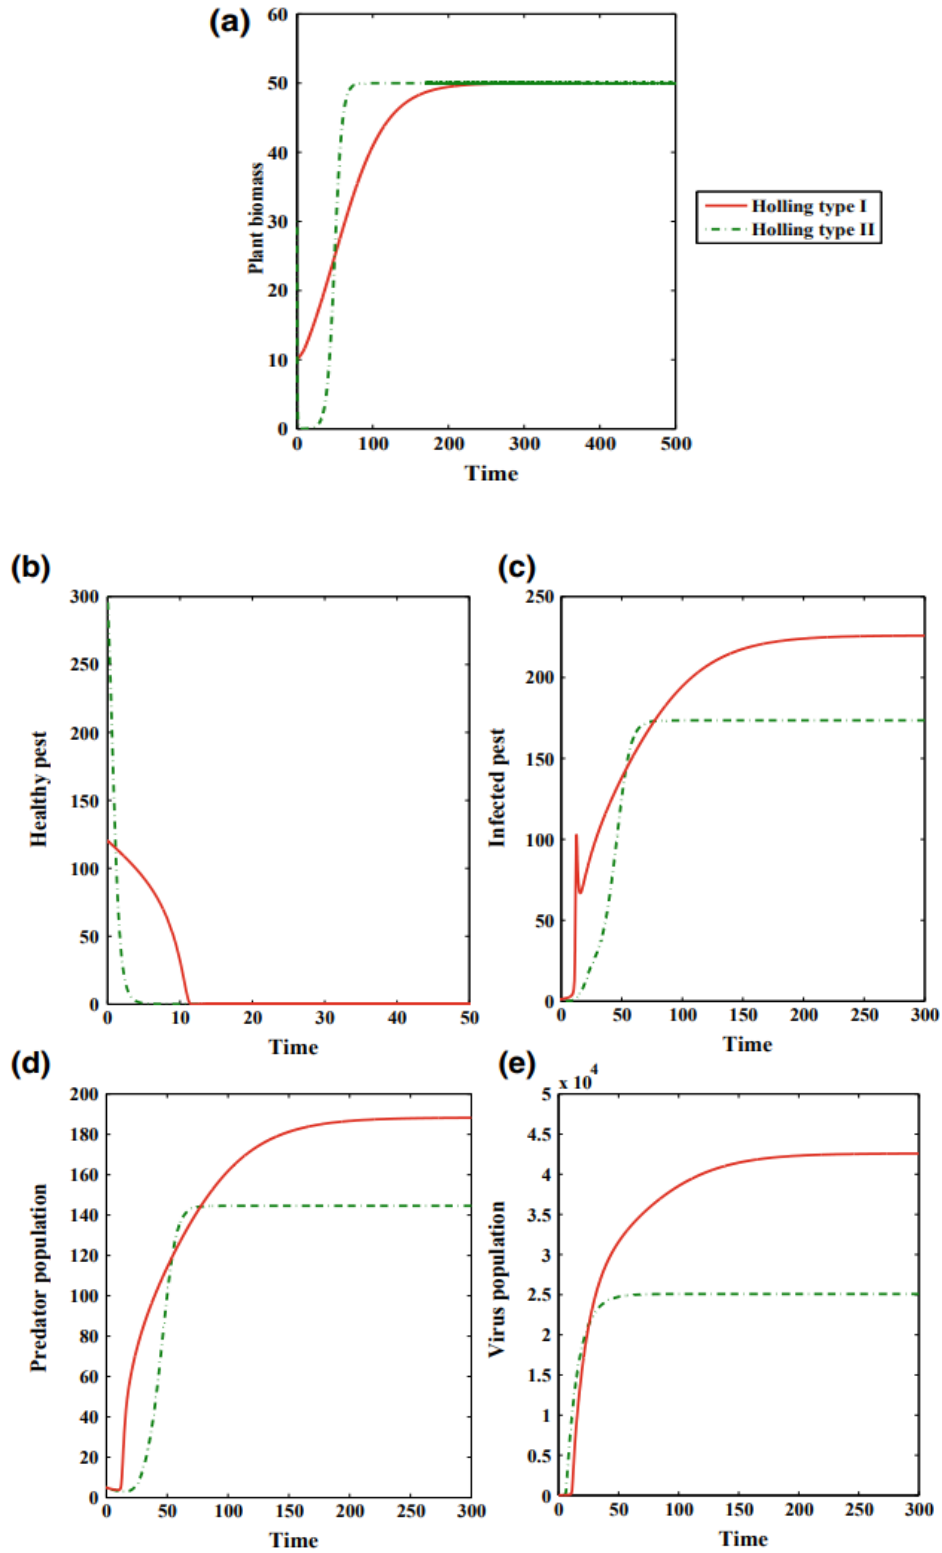 (a)
60
50
40
30
20
10
0
Plant biomass
0 100 200 300 400 500
Time
Holling type I
Holling type II
(b)
300
250
200
150
100
50
0
Healthy pest
0 10 20 30 40 50
Time
(c)
250
200
150
100
50
0
Infected pest
0 50 100 150 200 250 300
Time
(d)
200
180
160
140
120
100
80
60
40
20
0
Predator population
0 50 100 150 200 250 300
Time
(e)
x 10^4
5
4.5
4
3.5
3
2.5
2
1.5
1
0.5
0
Virus population
0 50 100 150 200 250 300
Time